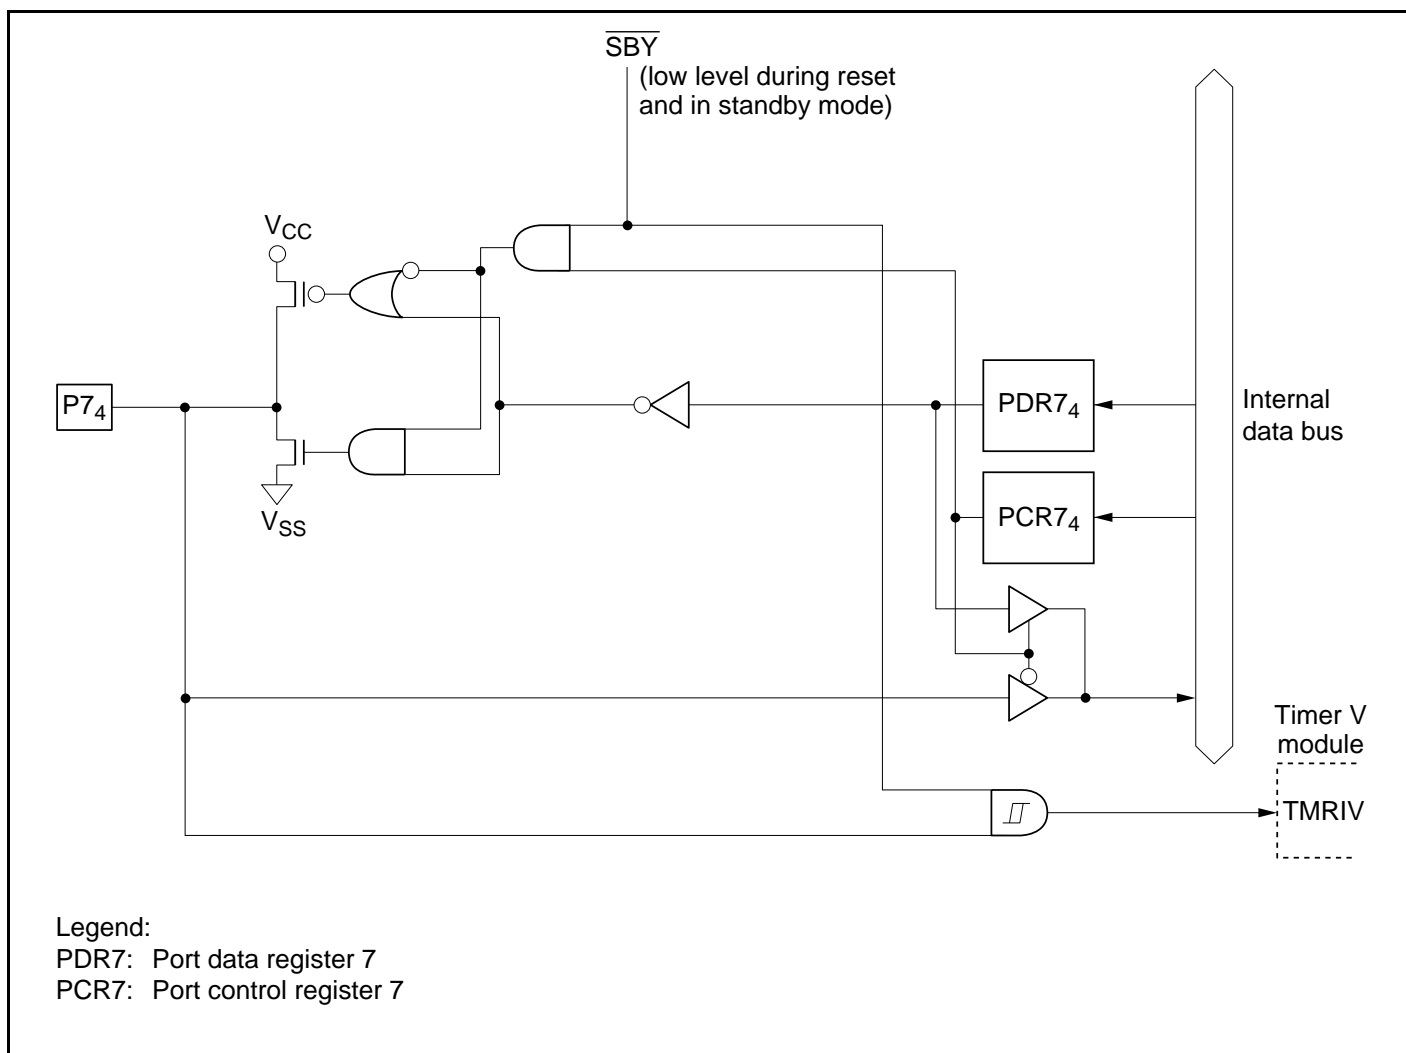 SBY
(low level during reset
and in standby mode)
VCC
P74
VSS
PDR74
PCR74
Internal
data bus
Timer V
module
TMRIV
Legend:
PDR7: Port data register 7
PCR7: Port control register 7